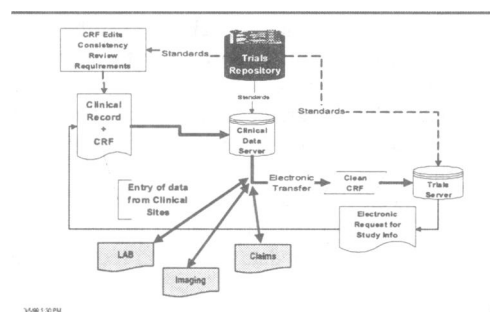 CRF Edits
Consistency
Review
Requirements
Standards
Trials
Repository
Standards
Standards
Clinical
Record
+
CRF
Clinical
Data
Server
Electronic
Transfer
Clean
CRF
Trials
Server
Entry of data
from Clinical
Sites
Electronic
Request for
Study Info
LAB
Imaging
Claims